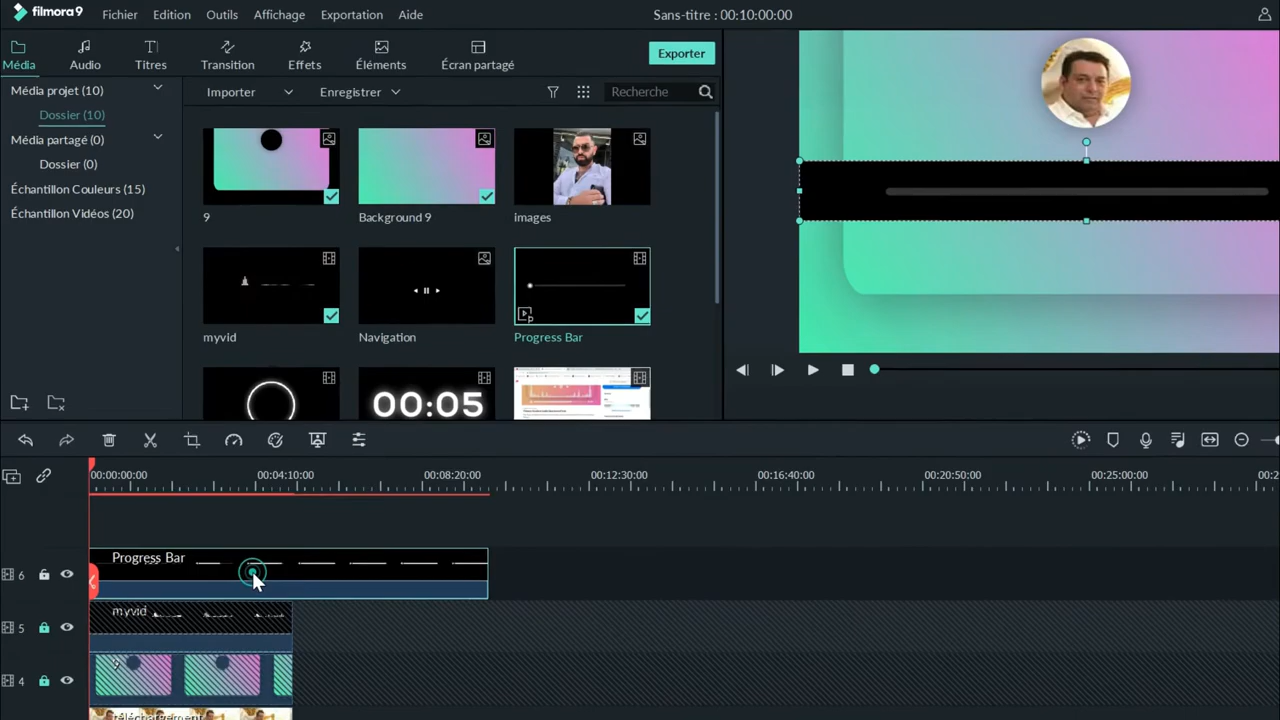 filmora9
Fichier Edition Outils Affichage Exportation Aide
Sans-titre : 00:10:00:00
Média Audio Titres Transition Effets Éléments Écran partagé
Exporter
Média projet (10)
Dossier (10)
Média partagé (0)
Dossier (0)
Échantillon Couleurs (15)
Échantillon Vidéos (20)
Importer Enregistrer Recherche
9 Background 9 images
myvid Navigation Progress Bar
00:05
00:00:00:00 00:04:10:00 00:08:20:00 00:12:30:00 00:16:40:00 00:20:50:00 00:25:00:00
Progress Bar
6
myvid
5
9
4
téléchargement